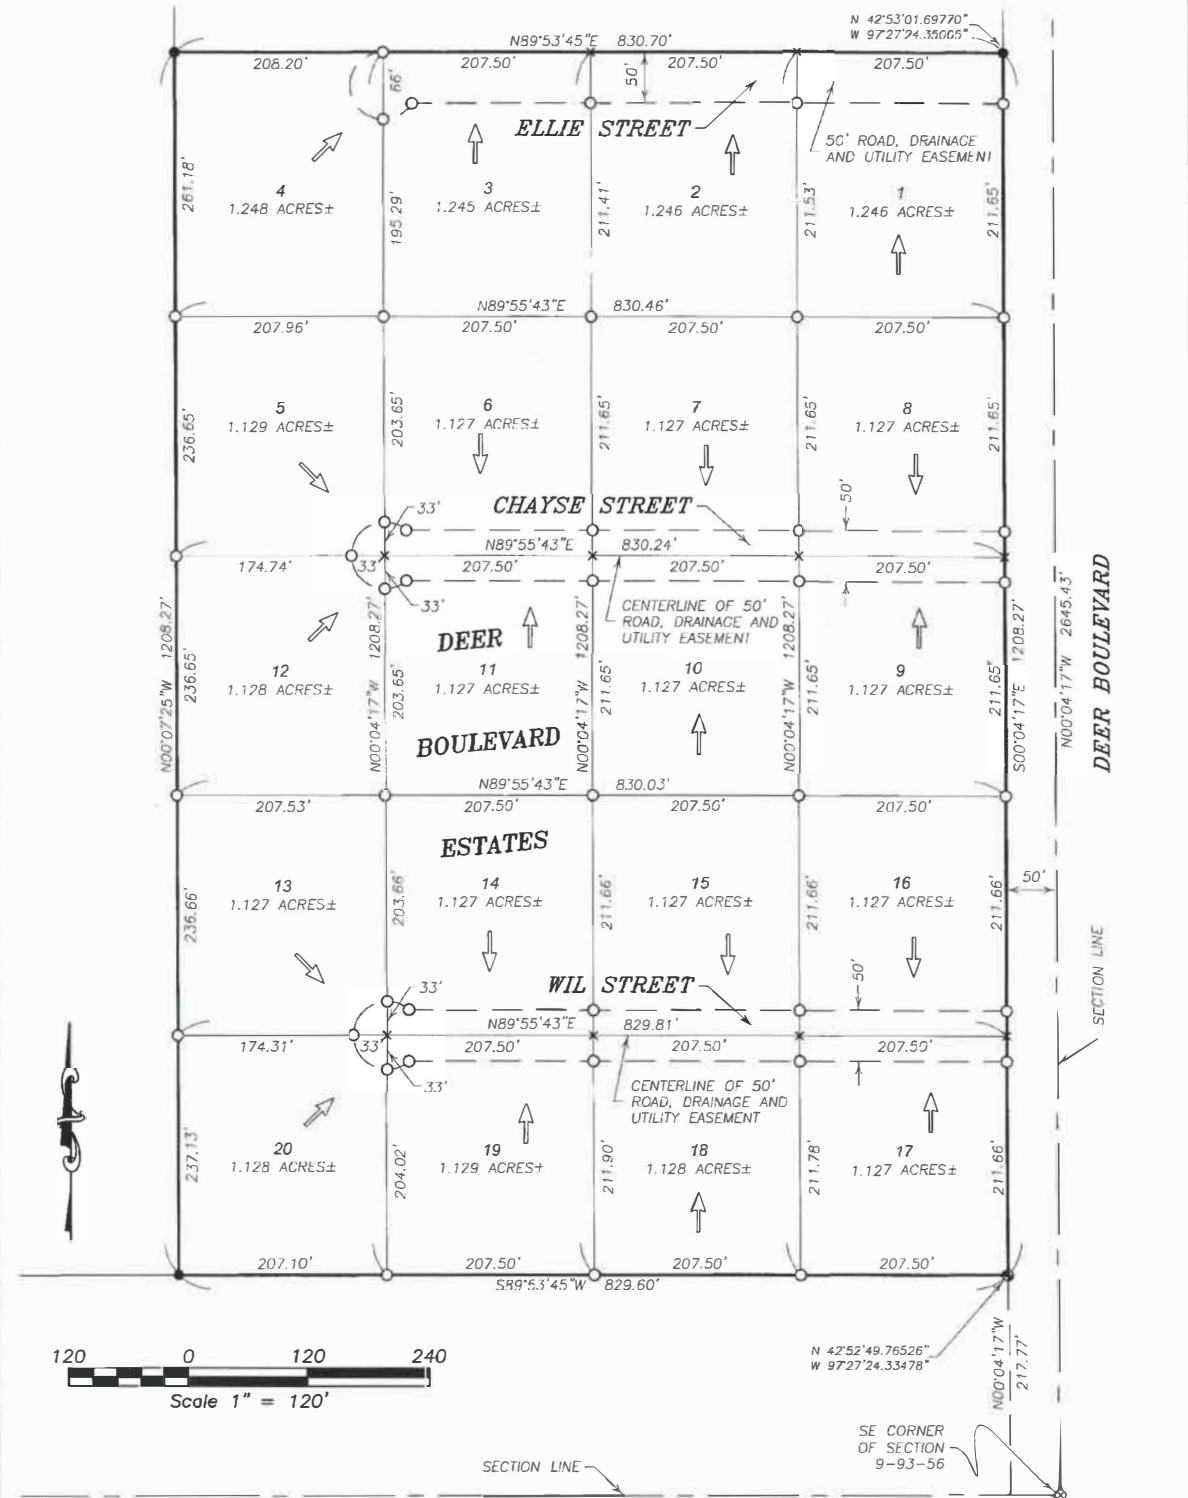 N 42°53'01.69770"
W 97°27'24.35005"
N89°53'45"E 830.70'
206.20'
207.50'
207.50'
207.50'
66'
50'
ELLIE STREET
50' ROAD, DRAINAGE
AND UTILITY EASEMENT
261.18'
195.29'
211.41'
211.53'
211.65'
4
1.248 ACRES±
3
1.245 ACRES±
2
1.246 ACRES±
1
1.246 ACRES±
N89°55'43"E 830.46'
207.96'
207.50'
207.50'
207.50'
236.65'
203.65'
211.65'
211.65'
211.65'
5
1.129 ACRES±
6
1.127 ACRES±
7
1.127 ACRES±
8
1.127 ACRES±
CHAYSE STREET
50'
33'
N89°55'43"E 830.24'
174.74'
33'
207.50'
207.50'
207.50'
33'
CENTERLINE OF 50'
ROAD, DRAINAGE AND
UTILITY EASEMENT
N00°07'25"W 1208.27'
N00°04'17"W 1208.27'
N00°04'17"W 1208.27'
N00°04'17"W 1208.27'
S00°04'17"E 1208.27'
N00°04'17"W 2645.43'
DEER BOULEVARD
236.65'
203.65'
211.65'
211.65'
211.65'
12
1.128 ACRES±
DEER
11
1.127 ACRES±
10
1.127 ACRES±
9
1.127 ACRES±
BOULEVARD
N89°55'43"E 830.03'
207.53'
207.50'
207.50'
207.50'
ESTATES
236.66'
203.66'
211.66'
211.66'
211.66'
13
1.127 ACRES±
14
1.127 ACRES±
15
1.127 ACRES±
16
1.127 ACRES±
50'
SECTION LINE
WIL STREET
50'
33'
N89°55'43"E 829.81'
174.31'
33'
207.50'
207.50'
207.50'
33'
CENTERLINE OF 50'
ROAD, DRAINAGE AND
UTILITY EASEMENT
237.13'
204.02'
211.90'
211.78'
211.66'
20
1.128 ACRES±
19
1.129 ACRES±
18
1.128 ACRES±
17
1.127 ACRES±
207.10'
207.50'
207.50'
207.50'
S89°53'45"W 829.60'
N 42°52'49.76526"
W 97°27'24.33478"
N00°04'17"W
217.77'
120 0 120 240
Scale 1" = 120'
SE CORNER
OF SECTION
9-93-56
SECTION LINE